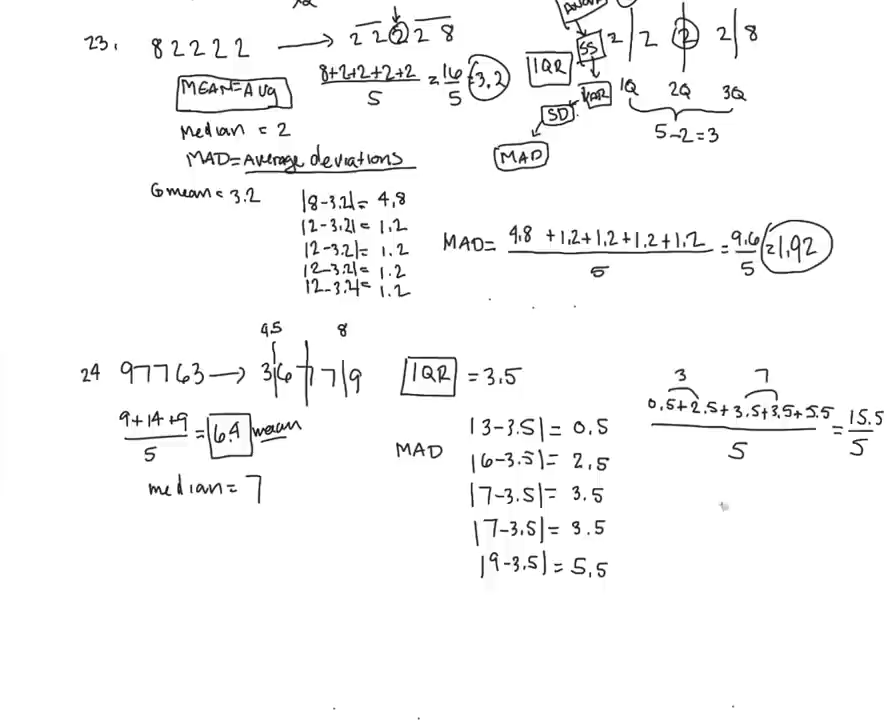 23. 8 2 2 2 2 → 2 2 2 2 8
MEAN=AVG
8+2+2+2+2/5 = 16/5 = 3.2
median = 2
MAD= Average deviations
Gmean = 3.2
|8-3.2|= 4.8
|2-3.2|= 1.2
|2-3.2|= 1.2
|2-3.2|= 1.2
|2-3.2|= 1.2
MAD= 4.8 +1.2+1.2+1.2+1.2/5 = 9.6/5 = 1.92
SS 2|2|2 2|8
IQR
VAR
1Q 2Q 3Q
SD
5-2=3
MAD
4.5 8
24 97763 → 3|6 7 7|9
9+14+9/5 = 6.4 mean
median = 7
IQR = 3.5
MAD
|3-3.5|= 0.5
|6-3.5|= 2.5
|7-3.5|= 3.5
|7-3.5|= 3.5
|9-3.5|= 5.5
3 7
0.5+2.5+3.5+3.5+5.5/5 = 15.5/5